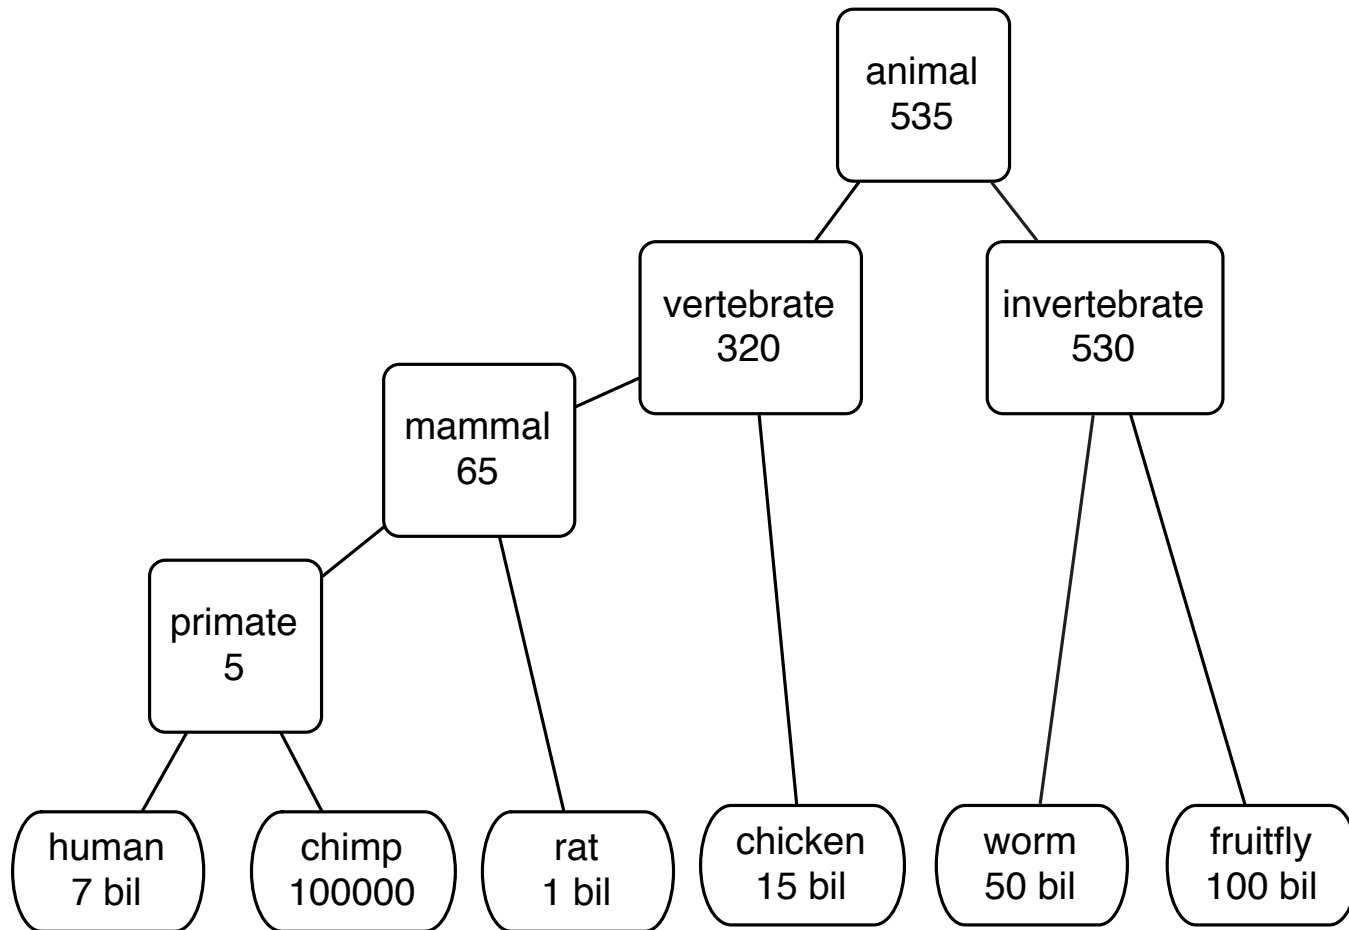 animal
535
vertebrate
320
invertebrate
530
mammal
65
primate
5
human
7 bil
chimp
100000
rat
1 bil
chicken
15 bil
worm
50 bil
fruitfly
100 bil